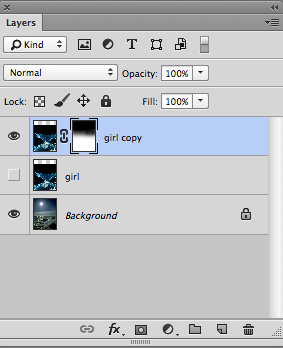 Layers
Kind
Normal Opacity: 100%
Lock: Fill: 100%
girl copy
girl
Background
fx